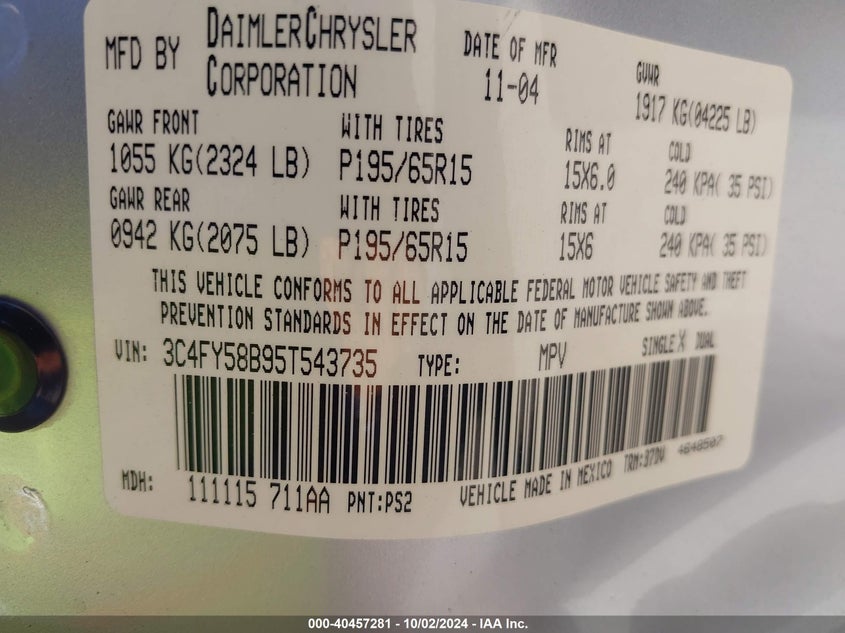 MFD BY DAIMLERCHRYSLER CORPORATION DATE OF MFR 11-04 GVWR 1917 KG(04225 LB)
GAWR FRONT WITH TIRES RIMS AT COLD
1055 KG(2324 LB) P195/65R15 15X6.0 240 KPA( 35 PSI)
GAWR REAR WITH TIRES RIMS AT COLD
0942 KG(2075 LB) P195/65R15 15X6 240 KPA( 35 PSI)
THIS VEHICLE CONFORMS TO ALL APPLICABLE FEDERAL MOTOR VEHICLE SAFETY AND THEFT
PREVENTION STANDARDS IN EFFECT ON THE DATE OF MANUFACTURE SHOWN ABOVE.
VIN: 3C4FY58B95T543735 TYPE: MPV SINGLE X DUAL
MDH: 111115 711AA PNT:PS2 VEHICLE MADE IN MEXICO TRM:37DV 4648507
000-40457281 - 10/02/2024 - IAA Inc.